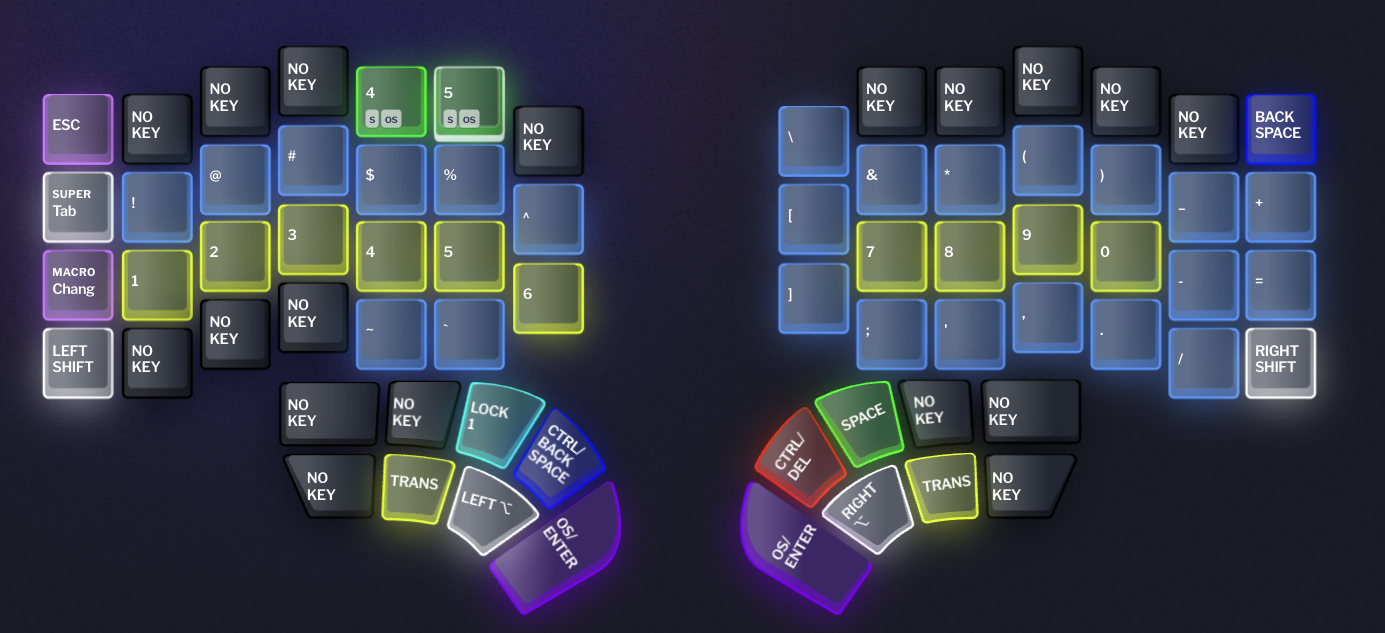 ESC
NO
KEY
NO
KEY
NO
KEY
4
S OS
5
S OS
NO
KEY
SUPER
Tab
!
@
#
$
%
^
MACRO
Chang
1
2
3
4
5
6
LEFT
SHIFT
NO
KEY
NO
KEY
NO
KEY
~
`
NO
KEY
NO
KEY
LOCK
1
CTRL/
BACK
SPACE
NO
KEY
TRANS
LEFT ⌥
OS/
ENTER
\
NO
KEY
NO
KEY
NO
KEY
NO
KEY
NO
KEY
BACK
SPACE
[
&
*
(
)
_
+
]
7
8
9
0
-
=
;
'
,
.
/
RIGHT
SHIFT
CTRL/
DEL
SPACE
NO
KEY
NO
KEY
OS/
ENTER
RIGHT
⌥
TRANS
NO
KEY